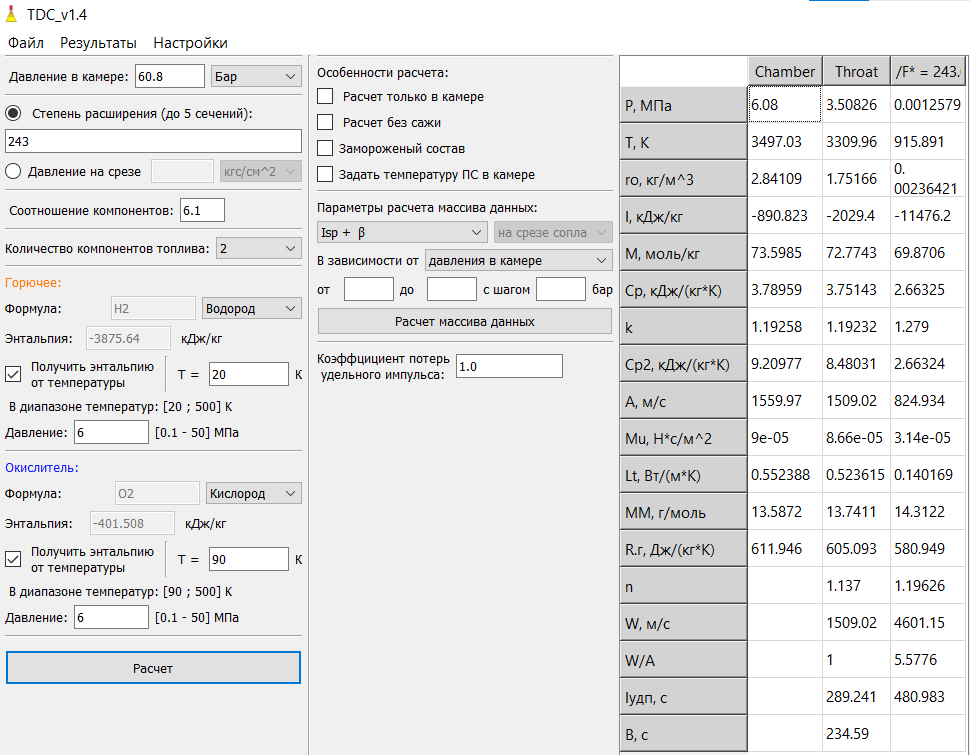 TDC_v1.4
Файл Результаты Настройки
Давление в камере: 60.8 Бар
Степень расширения (до 5 сечений):
243
Давление на срезе кгс/см^2
Соотношение компонентов: 6.1
Количество компонентов топлива: 2
Горючее:
Формула: H2 Водород
Энтальпия: -3875.64 кДж/кг
Получить энтальпию
от температуры T = 20 К
В диапазоне температур: [20 ; 500] К
Давление: 6 [0.1 - 50] МПа
Окислитель:
Формула: O2 Кислород
Энтальпия: -401.508 кДж/кг
Получить энтальпию
от температуры T = 90 К
В диапазоне температур: [90 ; 500] К
Давление: 6 [0.1 - 50] МПа
Расчет
Особенности расчета:
Расчет только в камере
Расчет без сажи
Замороженый состав
Задать температуру ПС в камере
Параметры расчета массива данных:
Isp + β на срезе сопла
В зависимости от давления в камере
от до с шагом бар
Расчет массива данных
Коэффцициент потерь
удельного импульса: 1.0
Chamber Throat /F* = 243.
P, МПа 6.08 3.50826 0.0012579
T, К 3497.03 3309.96 915.891
ro, кг/м^3 2.84109 1.75166 0.
00236421
I, кДж/кг -890.823 -2029.4 -11476.2
M, моль/кг 73.5985 72.7743 69.8706
Cp, кДж/(кг*К) 3.78959 3.75143 2.66325
k 1.19258 1.19232 1.279
Cp2, кДж/(кг*К) 9.20977 8.48031 2.66324
A, м/с 1559.97 1509.02 824.934
Mu, Н*с/м^2 9e-05 8.66e-05 3.14e-05
Lt, Вт/(м*К) 0.552388 0.523615 0.140169
MM, г/моль 13.5872 13.7411 14.3122
R.г, Дж/(кг*К) 611.946 605.093 580.949
n 1.137 1.19626
W, м/с 1509.02 4601.15
W/A 1 5.5776
Iудп, с 289.241 480.983
B, с 234.59